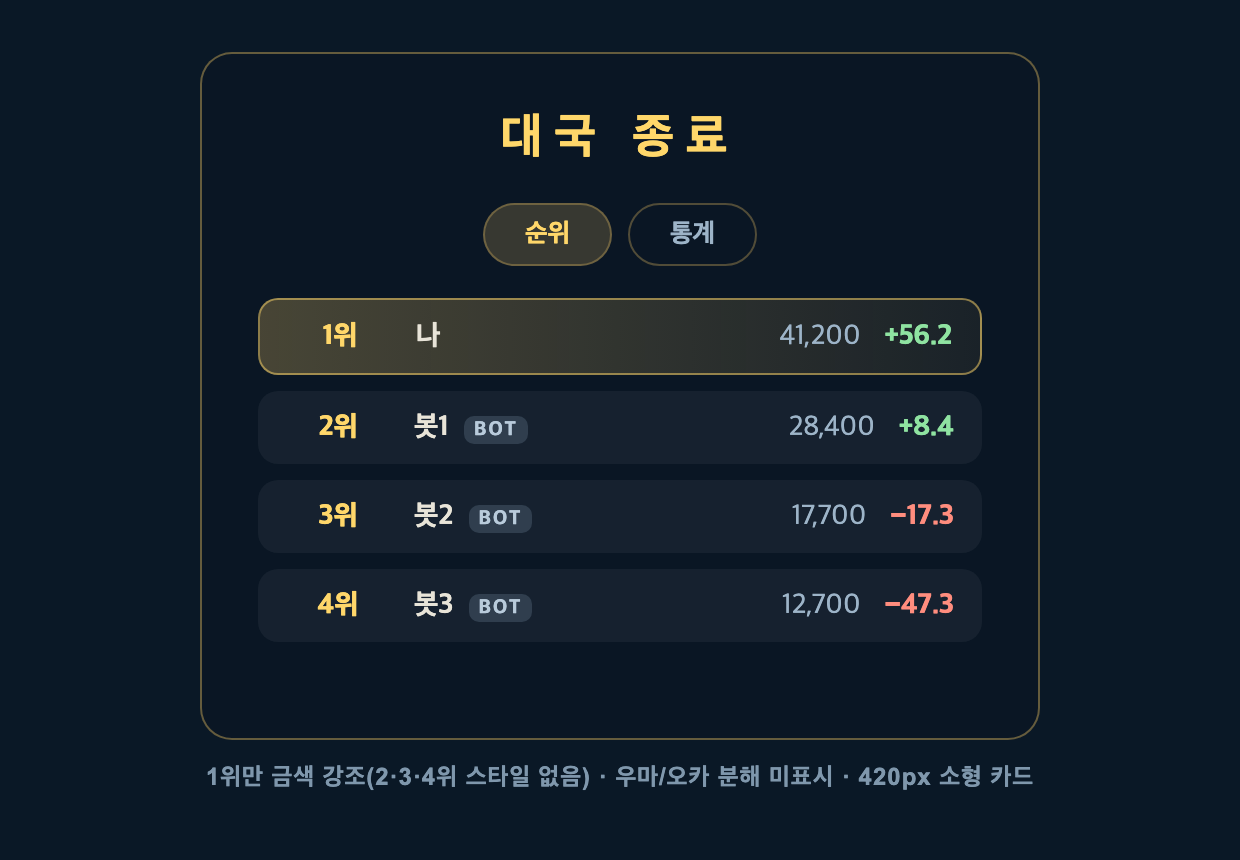 대국 종료
순위 통계
1위 나 41,200 +56.2
2위 봇1 BOT 28,400 +8.4
3위 봇2 BOT 17,700 −17.3
4위 봇3 BOT 12,700 −47.3
1위만 금색 강조(2·3·4위 스타일 없음) · 우마/오카 분해 미표시 · 420px 소형 카드